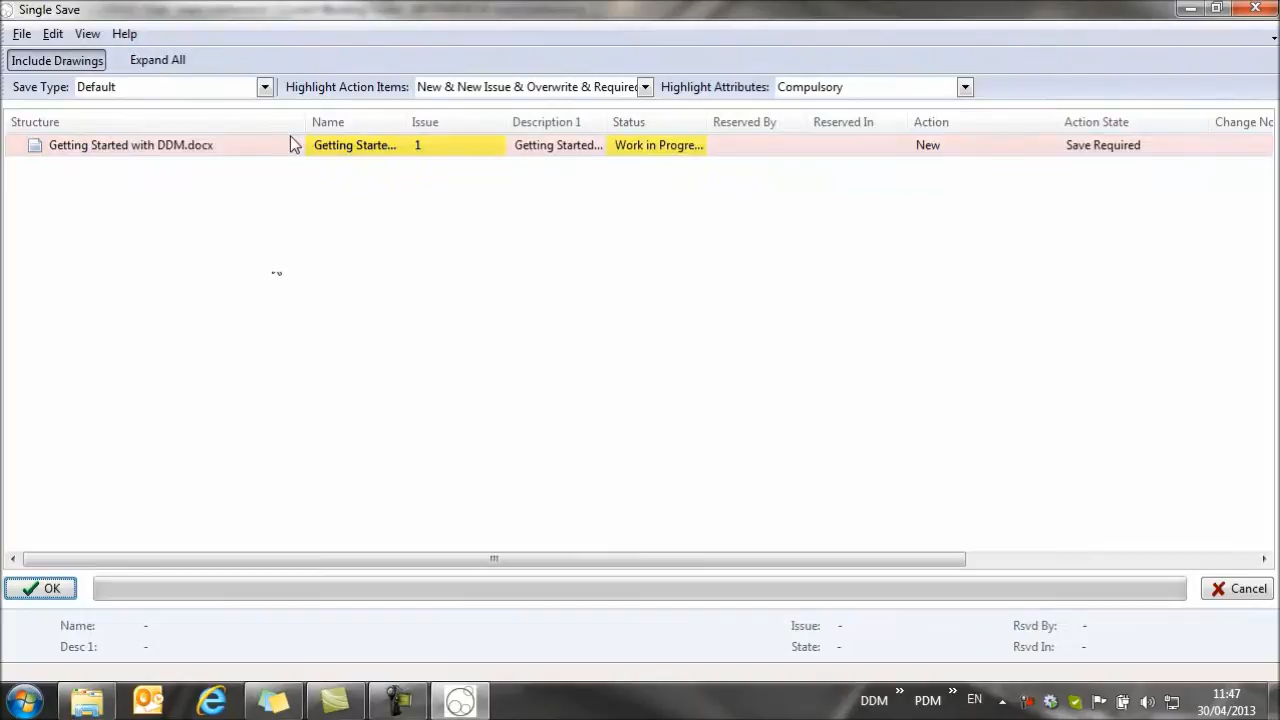 Single Save
File Edit View Help
Include Drawings Expand All
Save Type: Default Highlight Action Items: New & New Issue & Overwrite & Required Highlight Attributes: Compulsory
Structure Name Issue Description 1 Status Reserved By Reserved In Action Action State Change No
Getting Started with DDM.docx Getting Starte... 1 Getting Started... Work in Progre... New Save Required
OK Cancel
Name: - Issue: - Rsvd By: -
Desc 1: - State: - Rsvd In: -
DDM » PDM » EN 11:47
30/04/2013